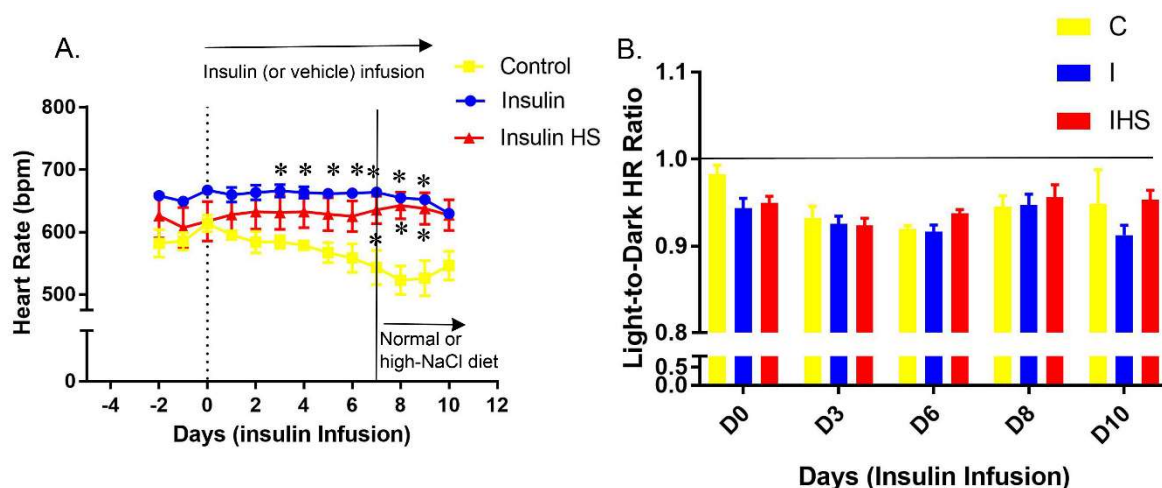 A.
Insulin (or vehicle) infusion
Control
Insulin
Insulin HS
Heart Rate (bpm)
800
700
600
500
0
* * * * * * *
* * *
Normal or
high-NaCl diet
-4 -2 0 2 4 6 8 10 12
Days (insulin Infusion)
B.
C
I
IHS
Light-to-Dark HR Ratio
1.1
1.0
0.9
0.8
0.5
0.0
D0 D3 D6 D8 D10
Days (Insulin Infusion)